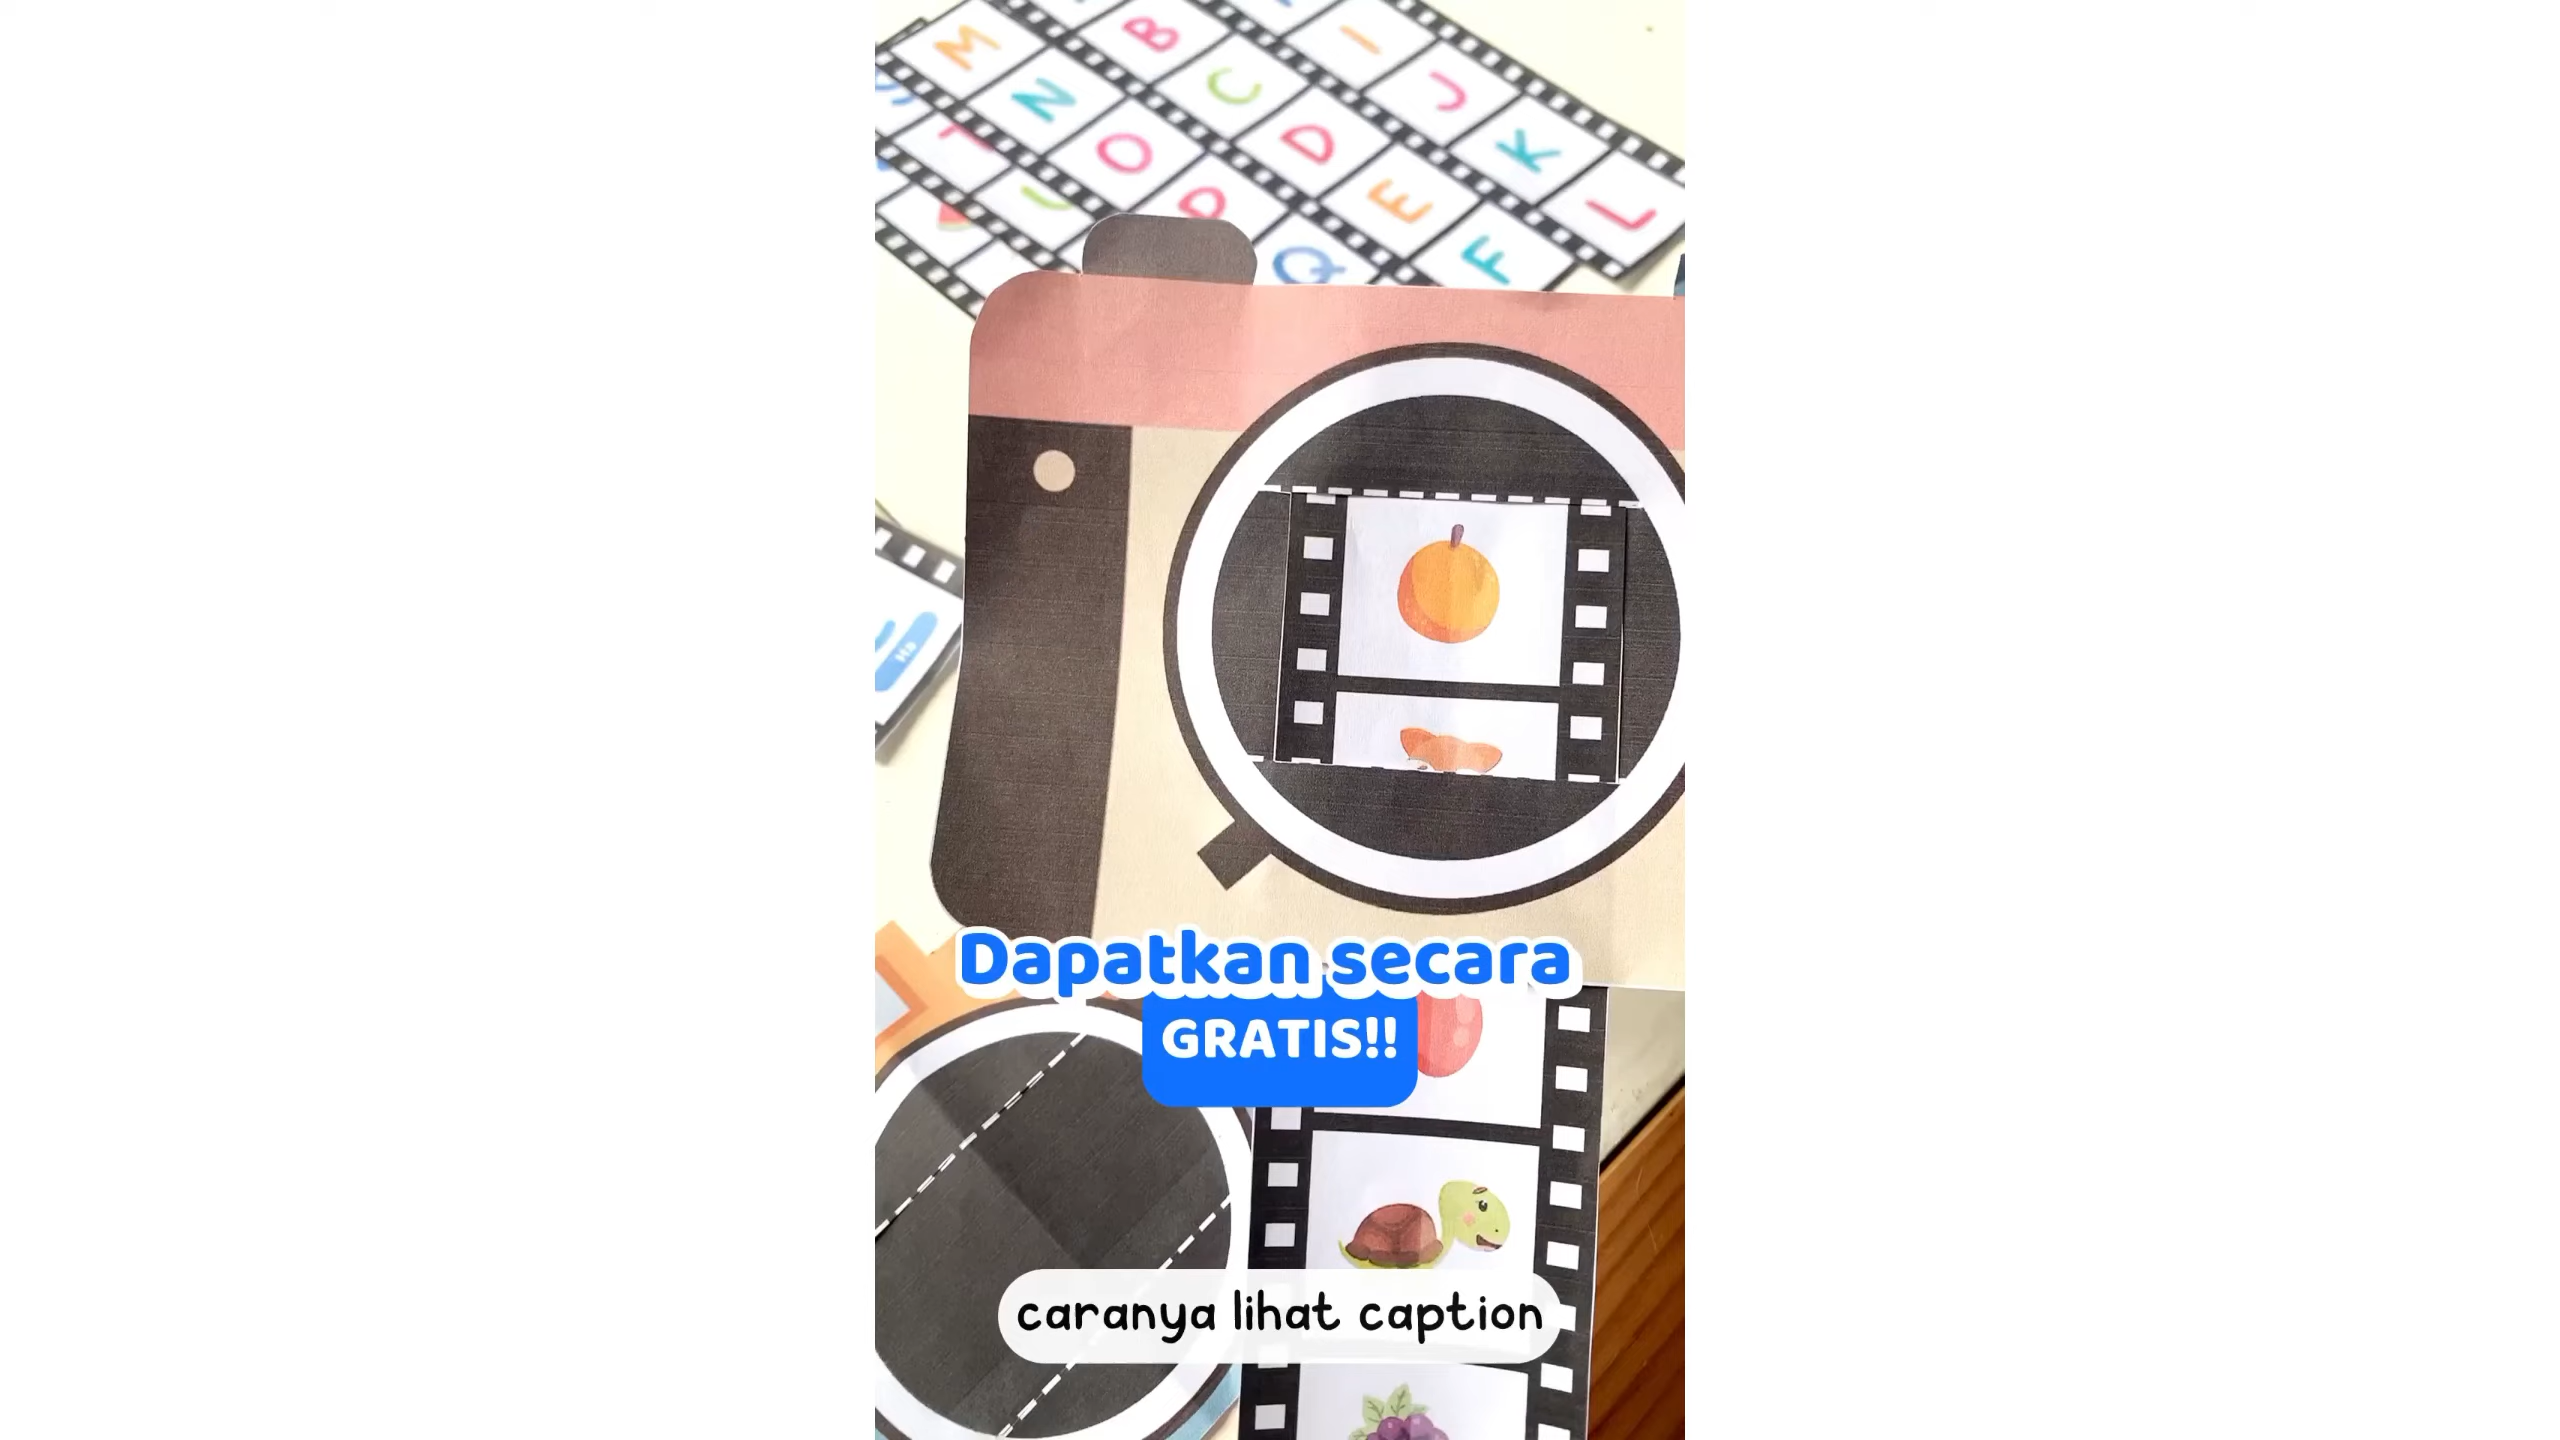 M B I
N C J
O D K
P E L
Q F
Dapatkan secara
GRATIS!!
caranya lihat caption